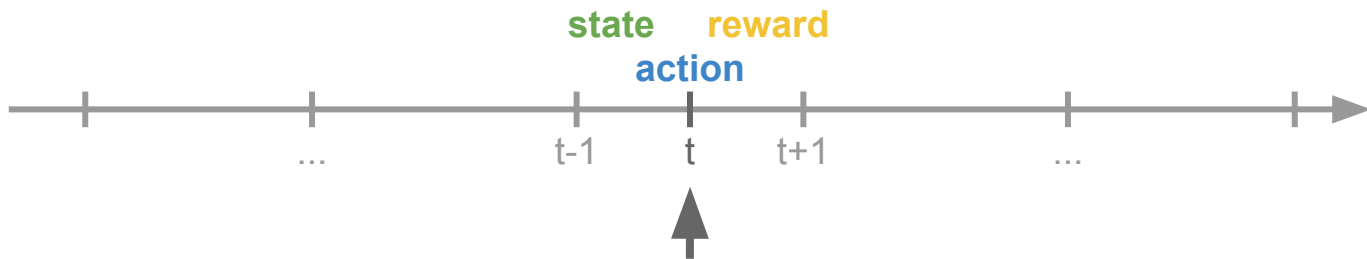 state reward
action
... t-1 t t+1 ...